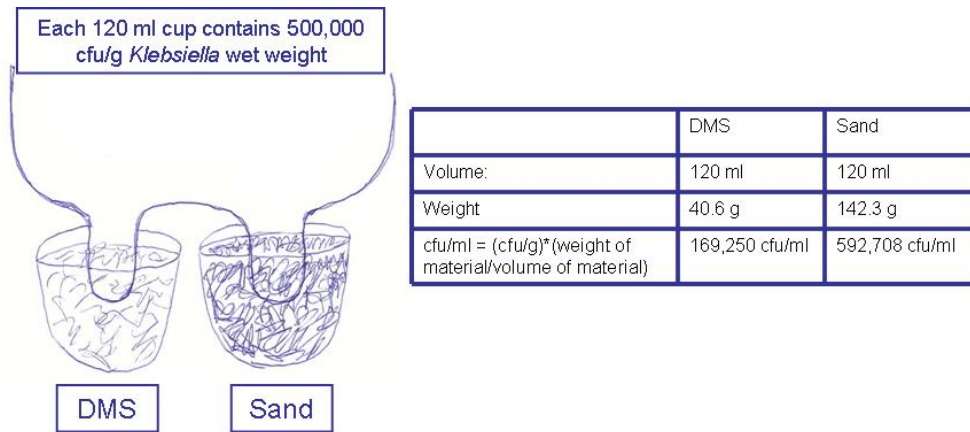 Each 120 ml cup contains 500,000
cfu/g Klebsiella wet weight
DMS Sand
Volume: 120 ml 120 ml
Weight 40.6 g 142.3 g
cfu/ml = (cfu/g)*(weight of
material/volume of material) 169,250 cfu/ml 592,708 cfu/ml
DMS
Sand